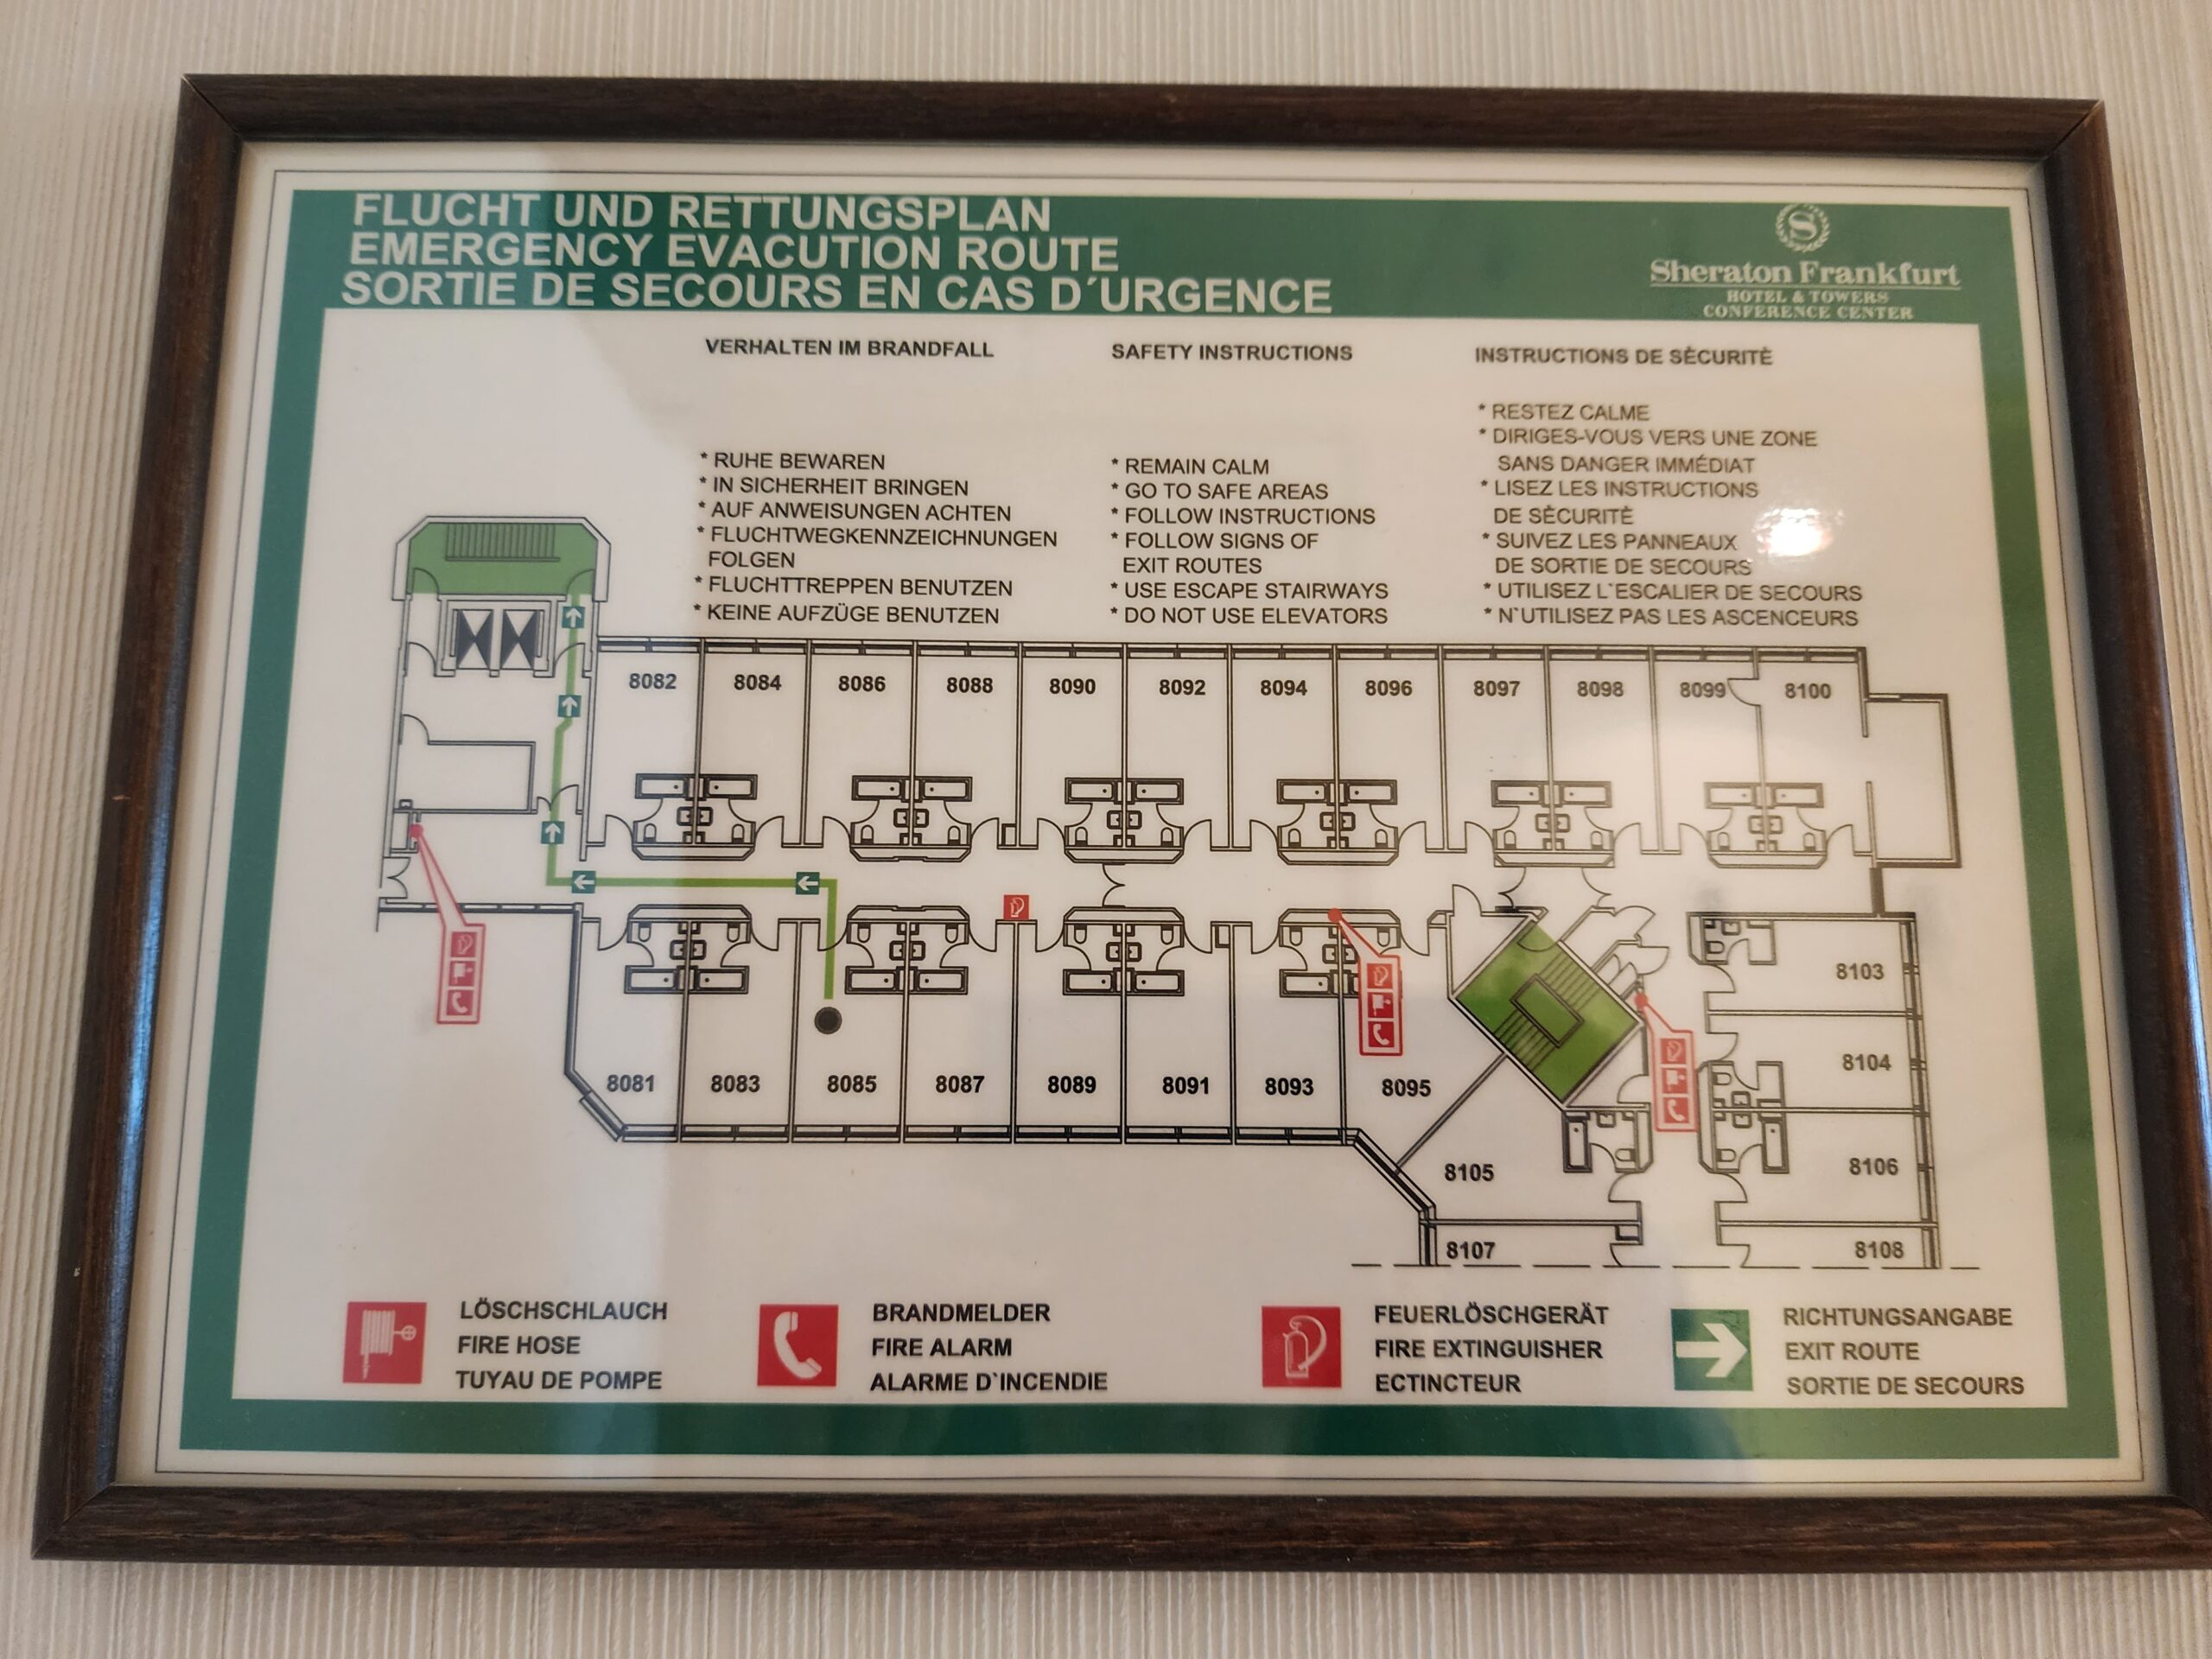 FLUCHT UND RETTUNGSPLAN
EMERGENCY EVACUTION ROUTE
SORTIE DE SECOURS EN CAS D´URGENCE
S
Sheraton Frankfurt
HOTEL & TOWERS
CONFERENCE CENTER
VERHALTEN IM BRANDFALL
* RUHE BEWAREN
* IN SICHERHEIT BRINGEN
* AUF ANWEISUNGEN ACHTEN
* FLUCHTWEGKENNZEICHNUNGEN
FOLGEN
* FLUCHTTREPPEN BENUTZEN
* KEINE AUFZÜGE BENUTZEN
SAFETY INSTRUCTIONS
* REMAIN CALM
* GO TO SAFE AREAS
* FOLLOW INSTRUCTIONS
* FOLLOW SIGNS OF
EXIT ROUTES
* USE ESCAPE STAIRWAYS
* DO NOT USE ELEVATORS
INSTRUCTIONS DE SÈCURITÈ
* RESTEZ CALME
* DIRIGES-VOUS VERS UNE ZONE
SANS DANGER IMMÉDIAT
* LISEZ LES INSTRUCTIONS
DE SÈCURITÈ
* SUIVEZ LES PANNEAUX
DE SORTIE DE SECOURS
* UTILISEZ L`ESCALIER DE SECOURS
* N`UTILISEZ PAS LES ASCENCEURS
8082 8084 8086 8088 8090 8092 8094 8096 8097 8098 8099 8100
8103
8104
8081 8083 8085 8087 8089 8091 8093 8095
8105 8106
8107 8108
LÖSCHSCHLAUCH
FIRE HOSE
TUYAU DE POMPE
BRANDMELDER
FIRE ALARM
ALARME D`INCENDIE
FEUERLÖSCHGERÄT
FIRE EXTINGUISHER
ECTINCTEUR
RICHTUNGSANGABE
EXIT ROUTE
SORTIE DE SECOURS